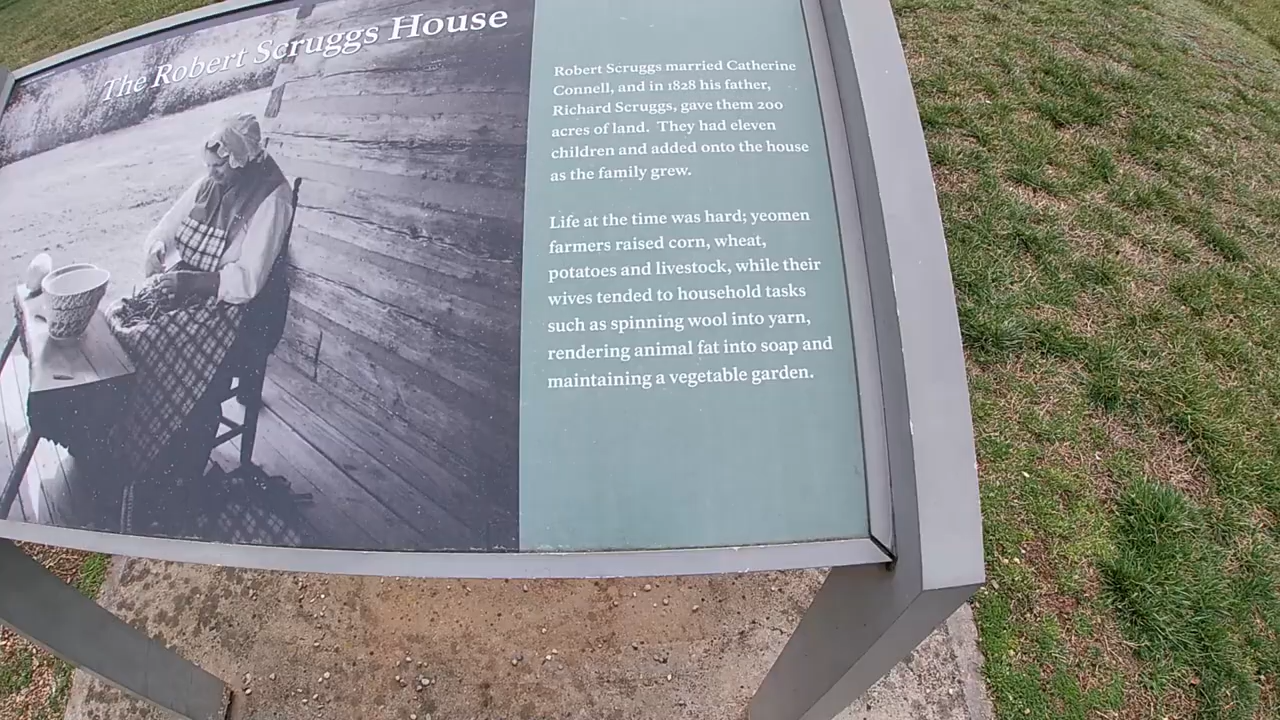 The Robert Scruggs House
Robert Scruggs married Catherine
Connell, and in 1828 his father,
Richard Scruggs, gave them 200
acres of land. They had eleven
children and added onto the house
as the family grew.
Life at the time was hard; yeomen
farmers raised corn, wheat,
potatoes and livestock, while their
wives tended to household tasks
such as spinning wool into yarn,
rendering animal fat into soap and
maintaining a vegetable garden.